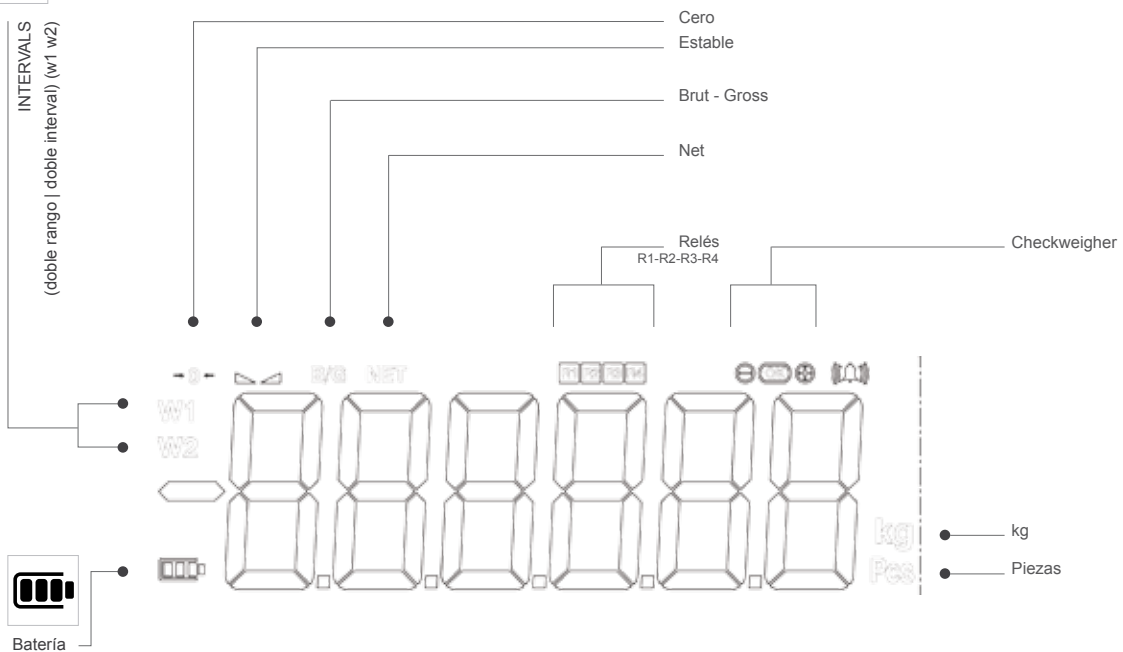 INTERVALS
(doble rango | doble interval) (w1 w2)
Cero
Estable
Brut - Gross
Net
Relés
R1-R2-R3-R4
Checkweigher
→0← B/G NET R1 R2 R3 R4 OK
W1
W2
kg
Pcs
kg
Piezas
Batería